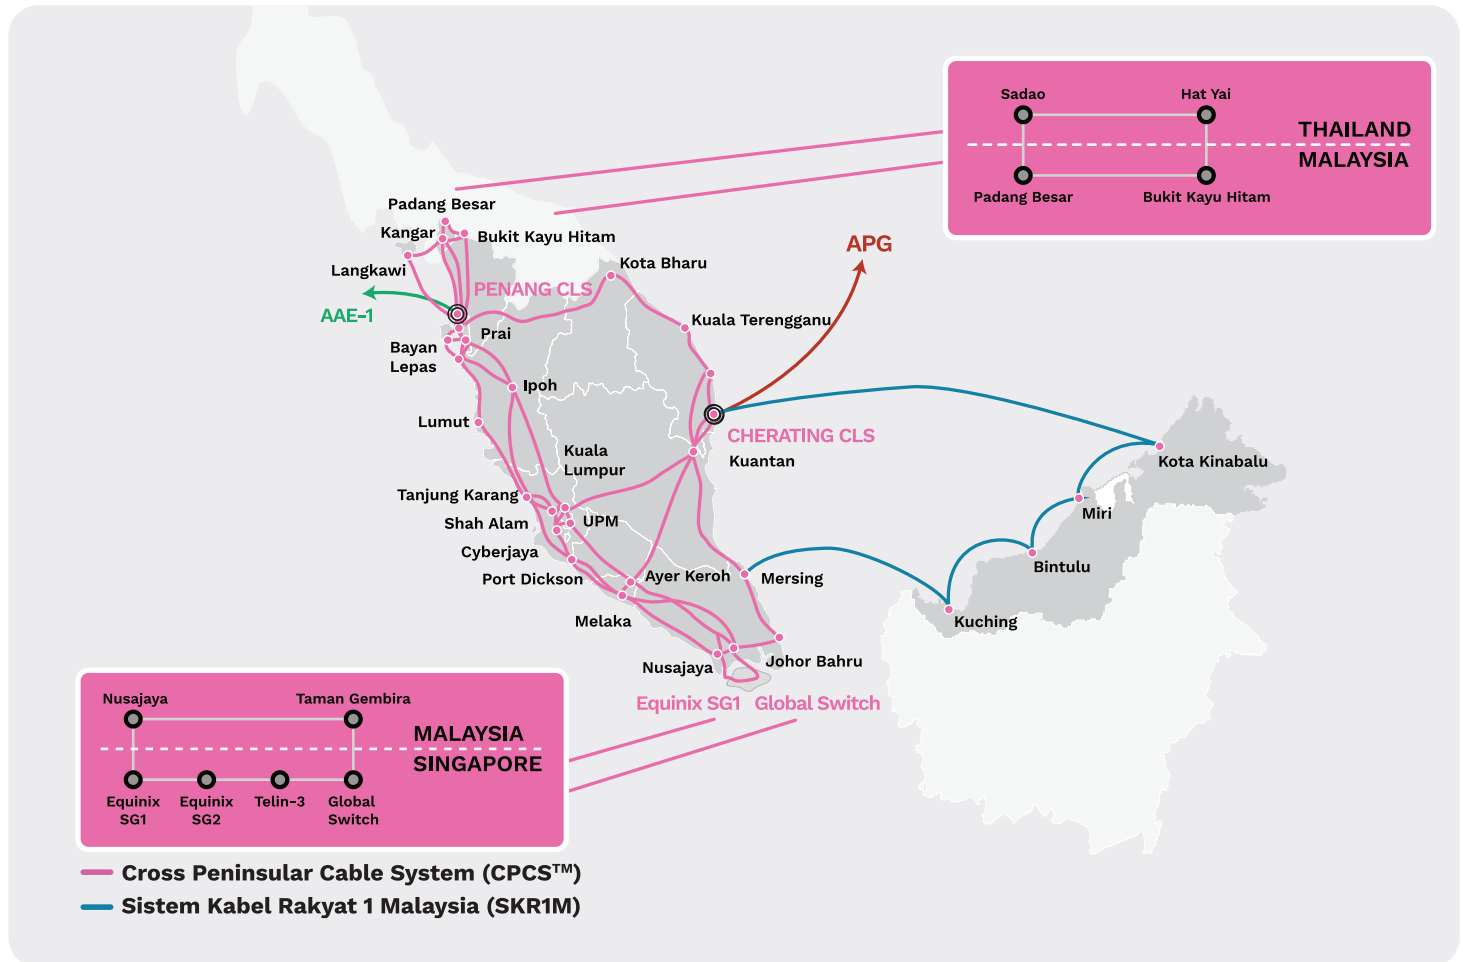 Sadao
Hat Yai
THAILAND
MALAYSIA
Padang Besar
Bukit Kayu Hitam
Padang Besar
Kangar
Bukit Kayu Hitam
Langkawi
Kota Bharu
APG
PENANG CLS
AAE-1
Kuala Terengganu
Prai
Bayan
Lepas
Ipoh
Lumut
CHERATING CLS
Kuantan
Kuala
Lumpur
Kota Kinabalu
Tanjung Karang
Shah Alam
UPM
Miri
Cyberjaya
Port Dickson
Ayer Keroh
Mersing
Bintulu
Melaka
Kuching
Nusajaya
Johor Bahru
Equinix SG1
Global Switch
Nusajaya
Taman Gembira
MALAYSIA
SINGAPORE
Equinix
SG1
Equinix
SG2
Telin-3
Global
Switch
Cross Peninsular Cable System (CPCS™)
Sistem Kabel Rakyat 1 Malaysia (SKR1M)